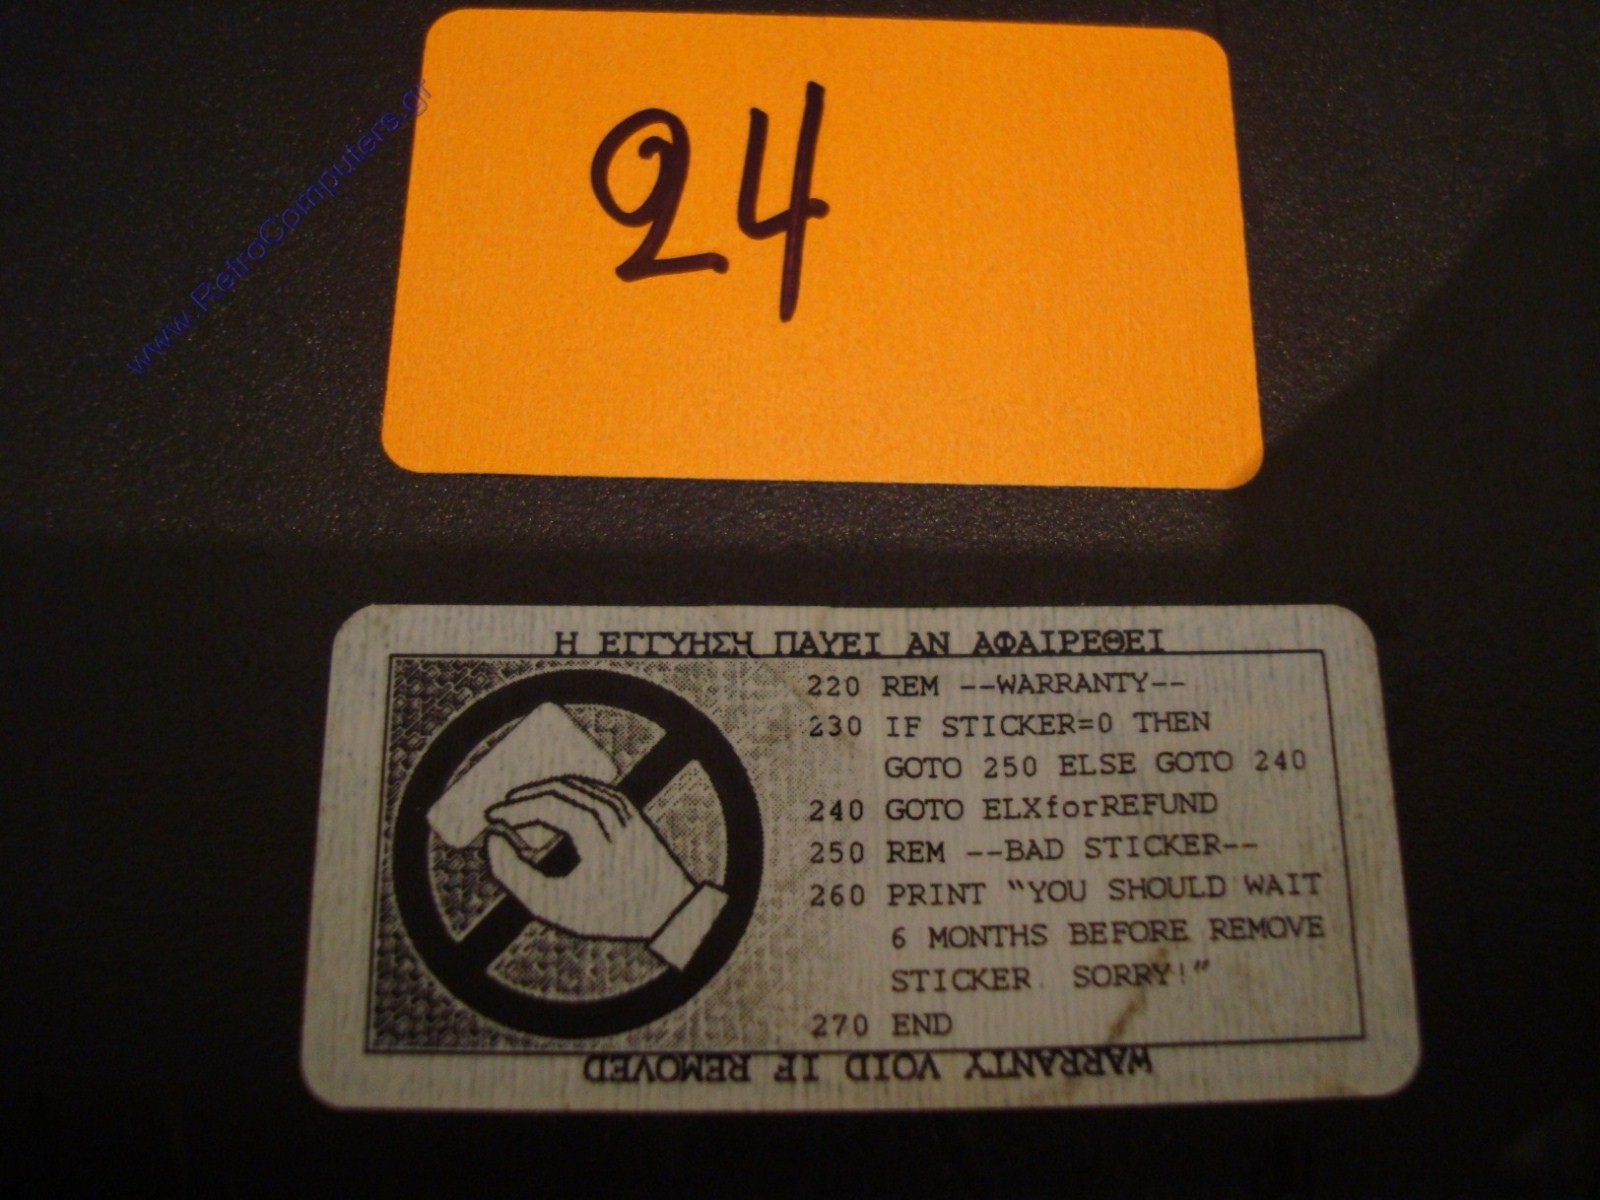 www.RetroComputers.gr
24
Η ΕΓΓΥΗΣΗ ΠΑΥΕΙ ΑΝ ΑΦΑΙΡΕΘΕΙ
220 REM --WARRANTY--
230 IF STICKER=0 THEN
GOTO 250 ELSE GOTO 240
240 GOTO ELXforREFUND
250 REM --BAD STICKER--
260 PRINT “YOU SHOULD WAIT
6 MONTHS BEFORE REMOVE
STICKER. SORRY!”
270 END
WARRANTY VOID IF REMOVED